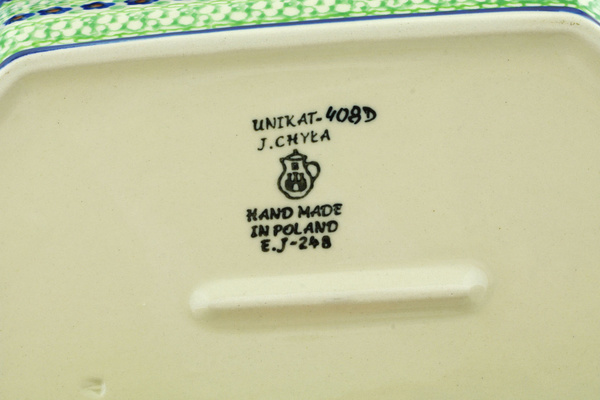 UNIKAT-408D
J. CHYŁA
HAND MADE
IN POLAND
E.J-248